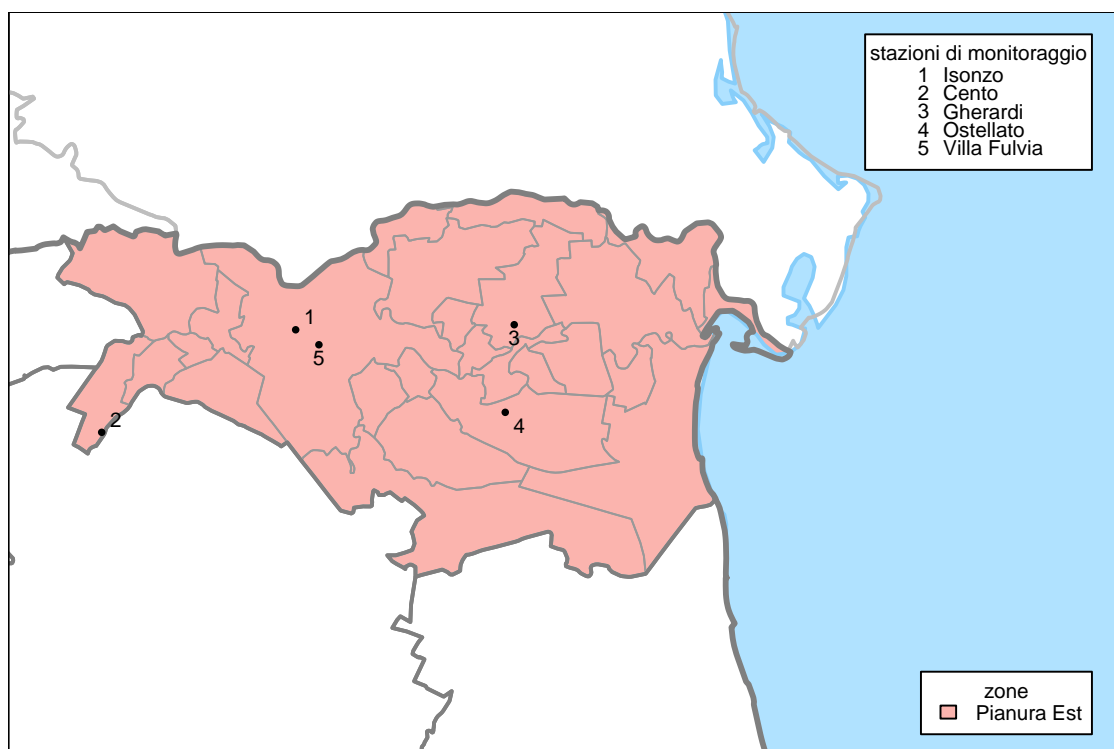 stazioni di monitoraggio
1 Isonzo
2 Cento
3 Gherardi
4 Ostellato
5 Villa Fulvia
1
3
5
4
2
zone
Pianura Est